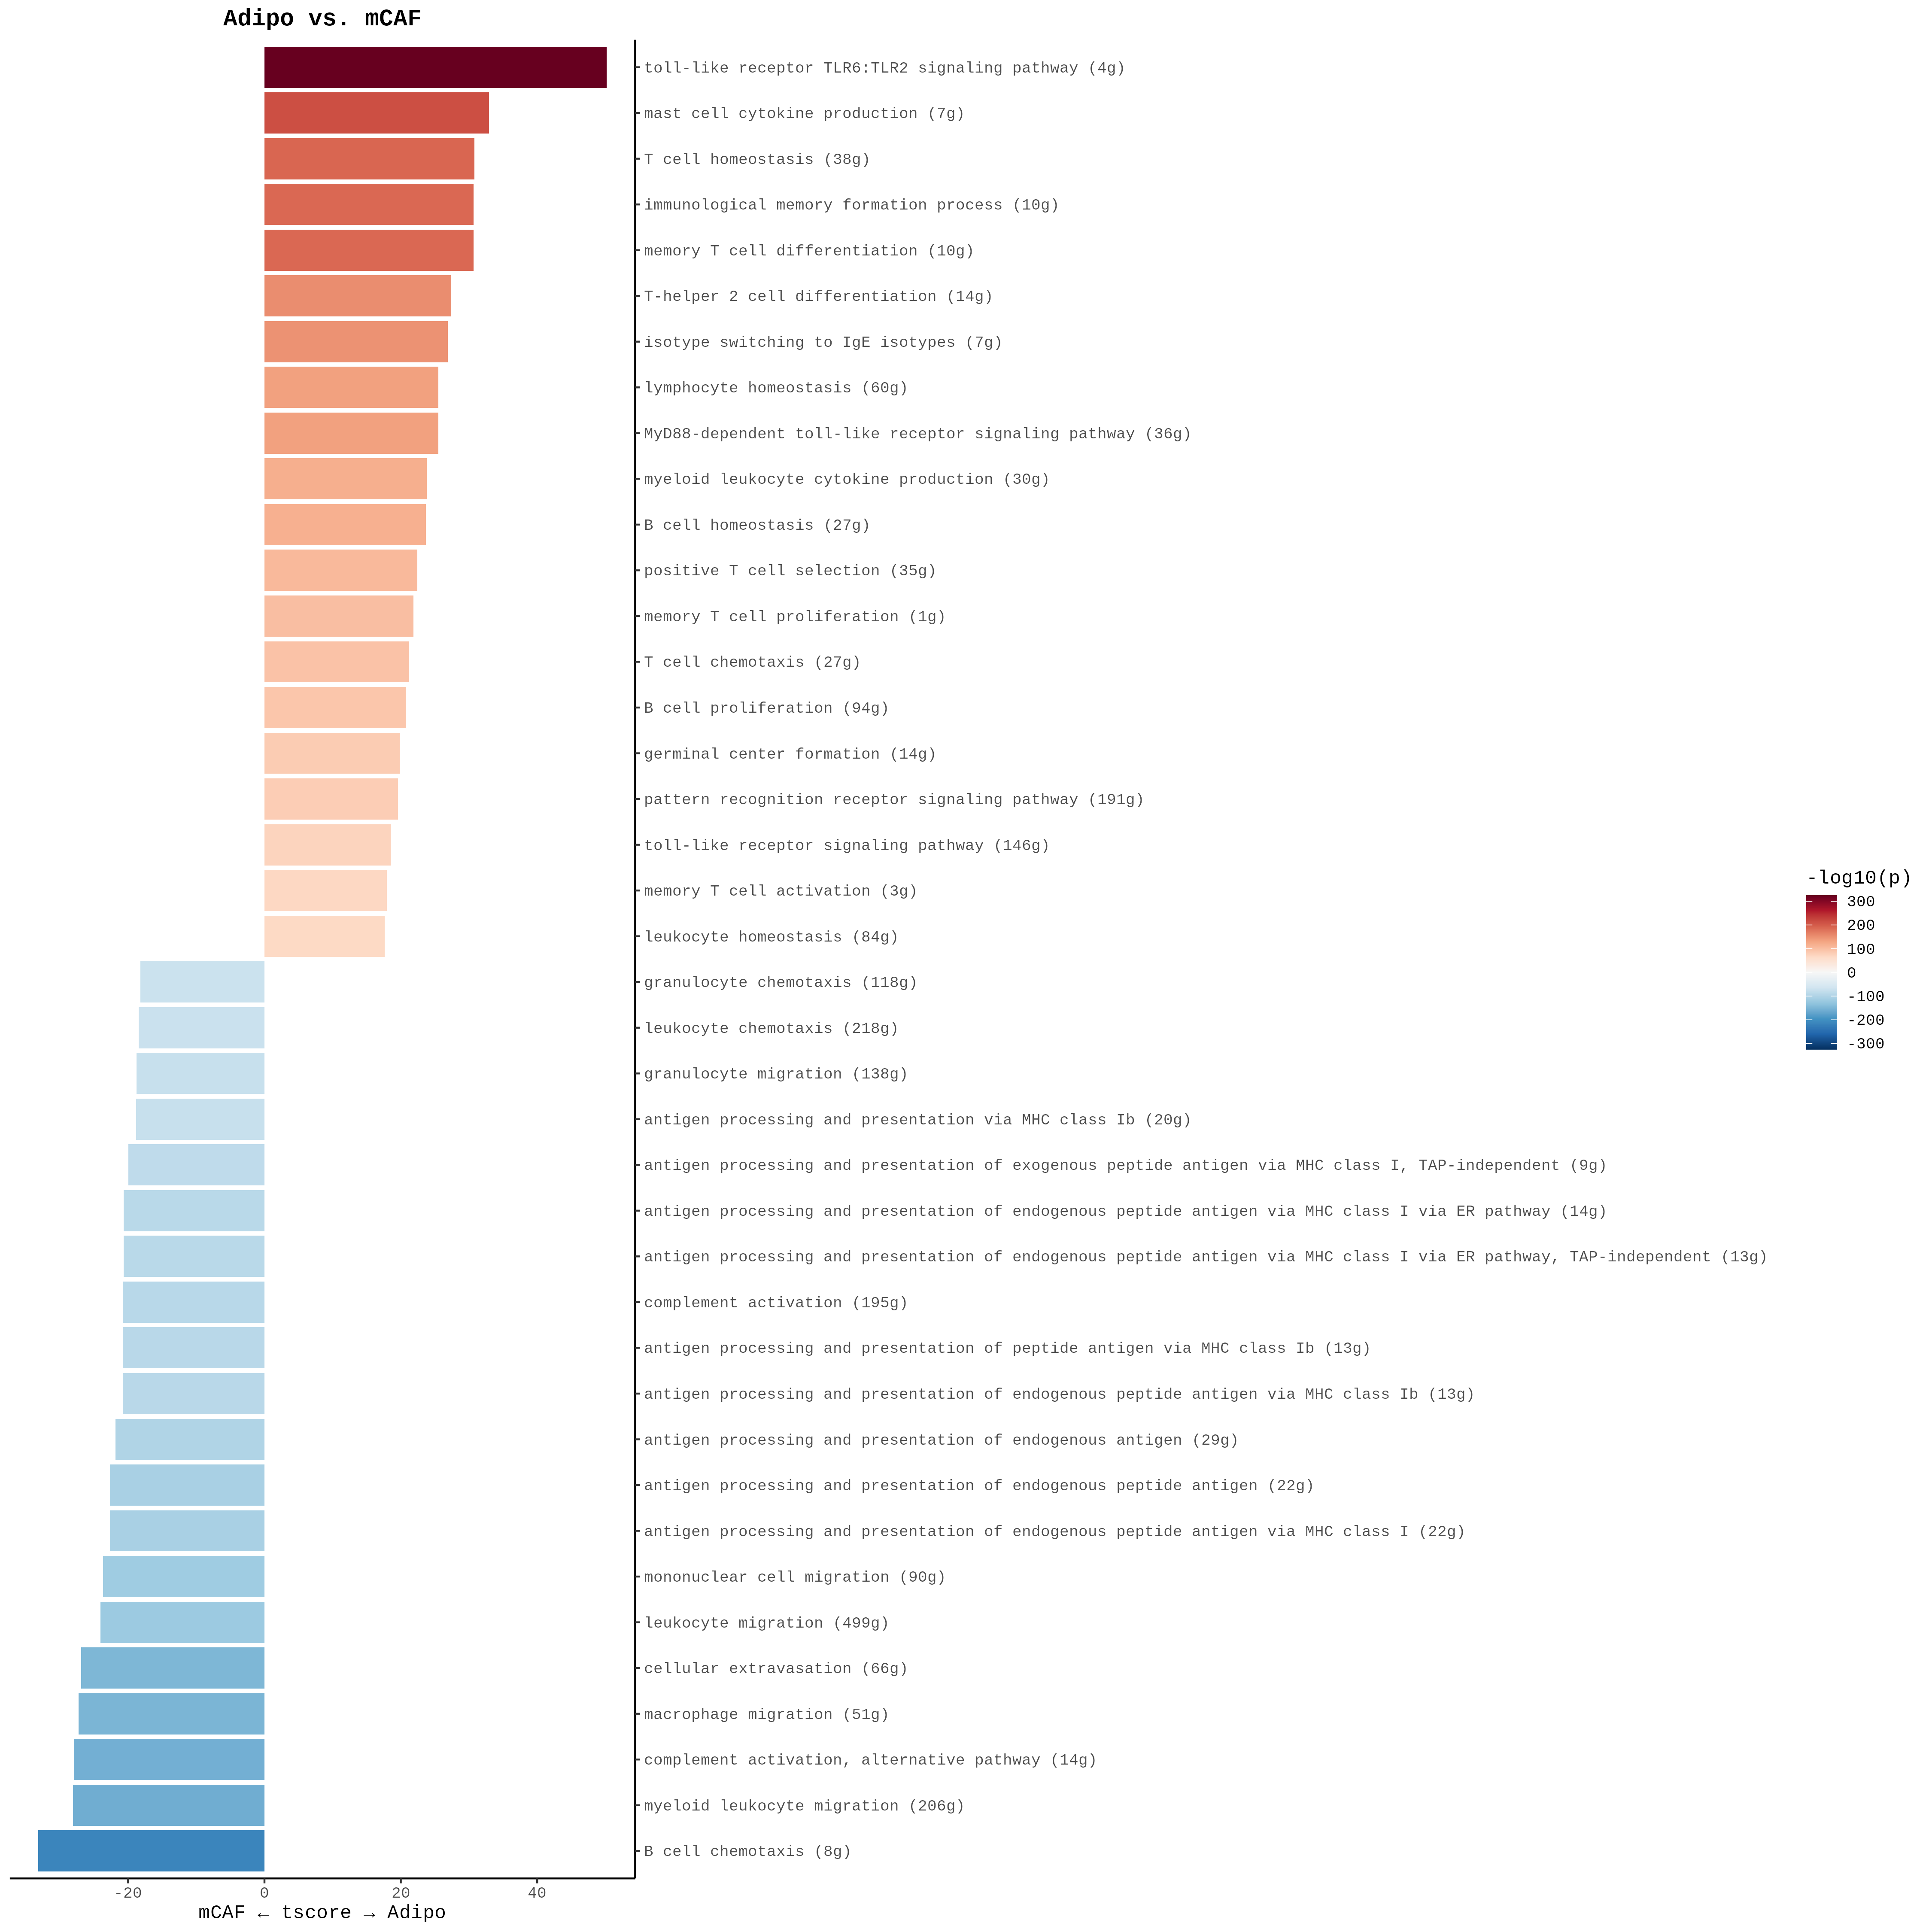 Adipo vs. mCAF
toll-like receptor TLR6:TLR2 signaling pathway (4g)
mast cell cytokine production (7g)
T cell homeostasis (38g)
immunological memory formation process (10g)
memory T cell differentiation (10g)
T-helper 2 cell differentiation (14g)
isotype switching to IgE isotypes (7g)
lymphocyte homeostasis (60g)
MyD88-dependent toll-like receptor signaling pathway (36g)
myeloid leukocyte cytokine production (30g)
B cell homeostasis (27g)
positive T cell selection (35g)
memory T cell proliferation (1g)
T cell chemotaxis (27g)
B cell proliferation (94g)
germinal center formation (14g)
pattern recognition receptor signaling pathway (191g)
toll-like receptor signaling pathway (146g)
memory T cell activation (3g)
leukocyte homeostasis (84g)
granulocyte chemotaxis (118g)
leukocyte chemotaxis (218g)
granulocyte migration (138g)
antigen processing and presentation via MHC class Ib (20g)
antigen processing and presentation of exogenous peptide antigen via MHC class I, TAP-independent (9g)
antigen processing and presentation of endogenous peptide antigen via MHC class I via ER pathway (14g)
antigen processing and presentation of endogenous peptide antigen via MHC class I via ER pathway, TAP-independent (13g)
complement activation (195g)
antigen processing and presentation of peptide antigen via MHC class Ib (13g)
antigen processing and presentation of endogenous peptide antigen via MHC class Ib (13g)
antigen processing and presentation of endogenous antigen (29g)
antigen processing and presentation of endogenous peptide antigen (22g)
antigen processing and presentation of endogenous peptide antigen via MHC class I (22g)
mononuclear cell migration (90g)
leukocyte migration (499g)
cellular extravasation (66g)
macrophage migration (51g)
complement activation, alternative pathway (14g)
myeloid leukocyte migration (206g)
B cell chemotaxis (8g)
-20 0 20 40
mCAF ← tscore → Adipo
-log10(p)
300
200
100
0
-100
-200
-300